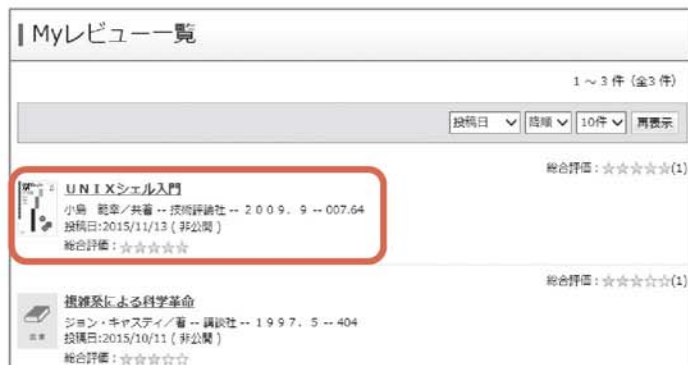 Myレビュー一覧
1 ~ 3 件 (全3 件)
投稿日 降順 10件 再表示
総合評価：☆☆☆☆☆(1)
ＵＮＩＸシェル入門
小島 範幸／共著 -- 技術評論社 -- ２００９．９ -- 007.64
投稿日:2015/11/13 ( 非公開 )
総合評価：☆☆☆☆☆
総合評価：☆☆☆☆☆(1)
複雑系による科学革命
ジョン・キャスティ／著 -- 講談社 -- １９９７．５ -- 404
図書
投稿日:2015/10/11 ( 非公開 )
総合評価：☆☆☆☆☆